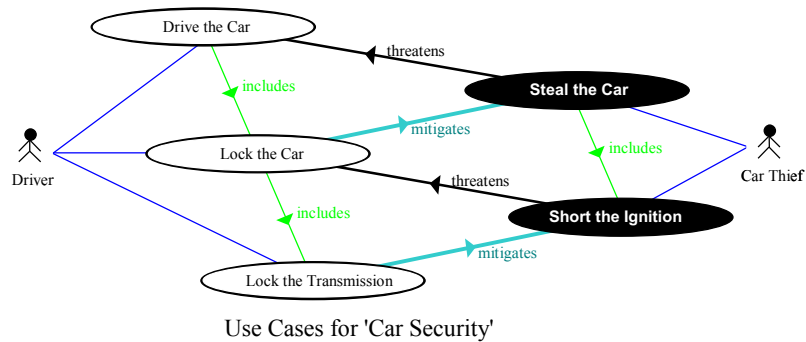 Drive the Car
threatens
includes
Steal the Car
mitigates
Driver
Lock the Car
includes
Car Thief
threatens
includes
Short the Ignition
mitigates
Lock the Transmission
Use Cases for 'Car Security'